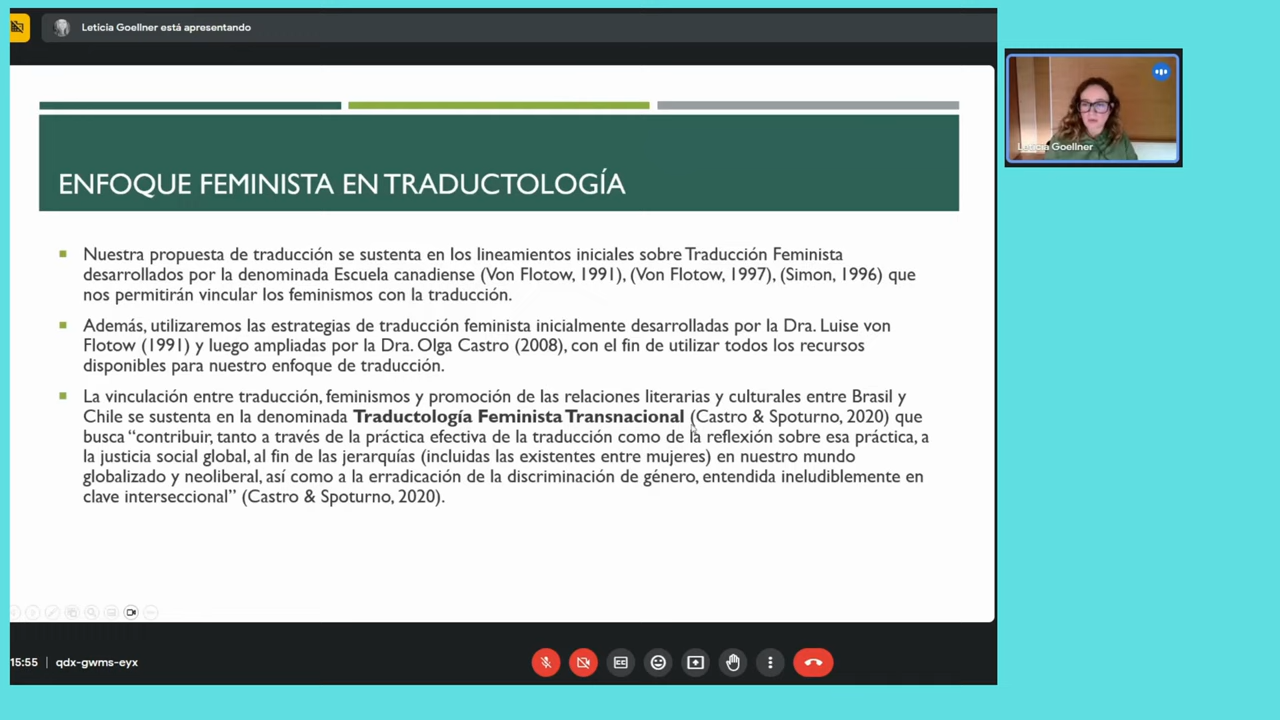 Leticia Goellner está apresentando
ENFOQUE FEMINISTA EN TRADUCTOLOGÍA
Nuestra propuesta de traducción se sustenta en los lineamientos iniciales sobre Traducción Feminista
desarrollados por la denominada Escuela canadiense (Von Flotow, 1991), (Von Flotow, 1997), (Simon, 1996) que
nos permitirán vincular los feminismos con la traducción.
Además, utilizaremos las estrategias de traducción feminista inicialmente desarrolladas por la Dra. Luise von
Flotow (1991) y luego ampliadas por la Dra. Olga Castro (2008), con el fin de utilizar todos los recursos
disponibles para nuestro enfoque de traducción.
La vinculación entre traducción, feminismos y promoción de las relaciones literarias y culturales entre Brasil y
Chile se sustenta en la denominada Traductología Feminista Transnacional (Castro & Spoturno, 2020) que
busca “contribuir, tanto a través de la práctica efectiva de la traducción como de la reflexión sobre esa práctica, a
la justicia social global, al fin de las jerarquías (incluidas las existentes entre mujeres) en nuestro mundo
globalizado y neoliberal, así como a la erradicación de la discriminación de género, entendida ineludiblemente en
clave interseccional” (Castro & Spoturno, 2020).
Leticia Goellner
15:55 | qdx-gwms-eyx